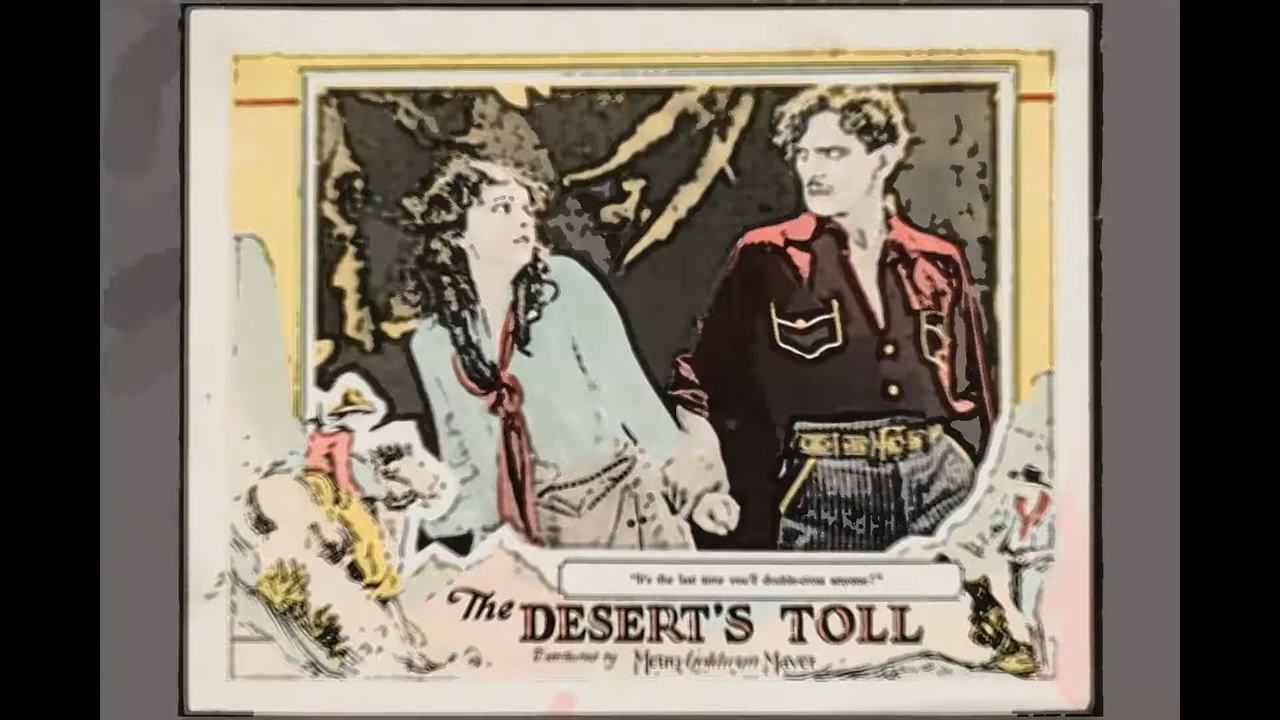 "It's the last time you'll double-cross anyone!"
The DESERT'S TOLL
Distributed by Metro Goldwyn Mayer